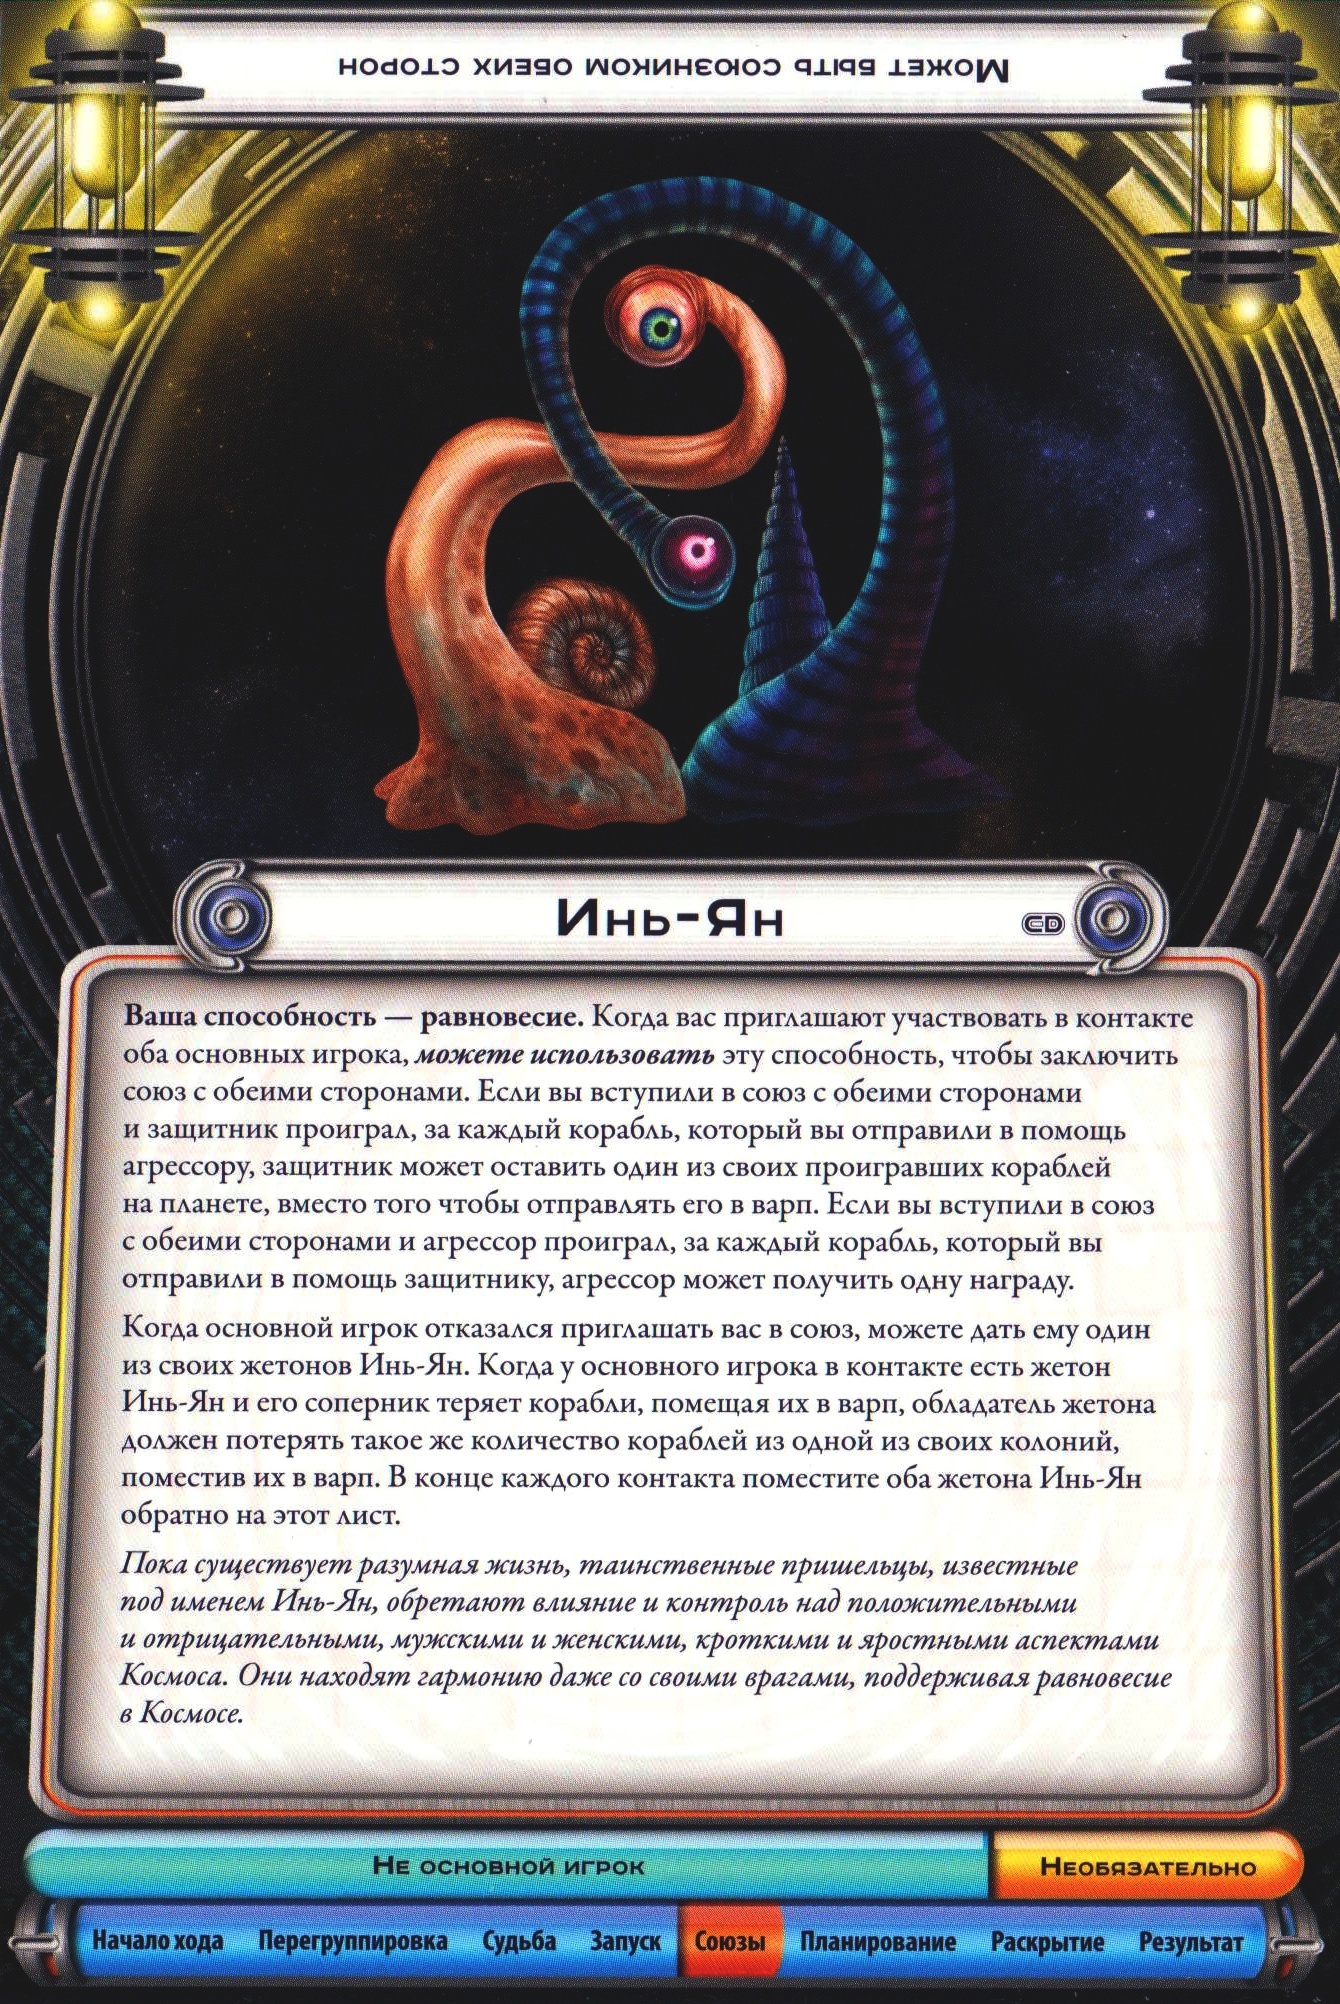 Может быть союзником обеих сторон
Инь-Ян
CD
Ваша способность — равновесие. Когда вас приглашают участвовать в контакте
оба основных игрока, можете использовать эту способность, чтобы заключить
союз с обеими сторонами. Если вы вступили в союз с обеими сторонами
и защитник проиграл, за каждый корабль, который вы отправили в помощь
агрессору, защитник может оставить один из своих проигравших кораблей
на планете, вместо того чтобы отправлять его в варп. Если вы вступили в союз
с обеими сторонами и агрессор проиграл, за каждый корабль, который вы
отправили в помощь защитнику, агрессор может получить одну награду.
Когда основной игрок отказался приглашать вас в союз, можете дать ему один
из своих жетонов Инь-Ян. Когда у основного игрока в контакте есть жетон
Инь-Ян и его соперник теряет корабли, помещая их в варп, обладатель жетона
должен потерять такое же количество кораблей из одной из своих колоний,
поместив их в варп. В конце каждого контакта поместите оба жетона Инь-Ян
обратно на этот лист.
Пока существует разумная жизнь, таинственные пришельцы, известные
под именем Инь-Ян, обретают влияние и контроль над положительными
и отрицательными, мужскими и женскими, кроткими и яростными аспектами
Космоса. Они находят гармонию даже со своими врагами, поддерживая равновесие
в Космосе.
Не основной игрок Необязательно
Начало хода Перегруппировка Судьба Запуск Союзы Планирование Раскрытие Результат